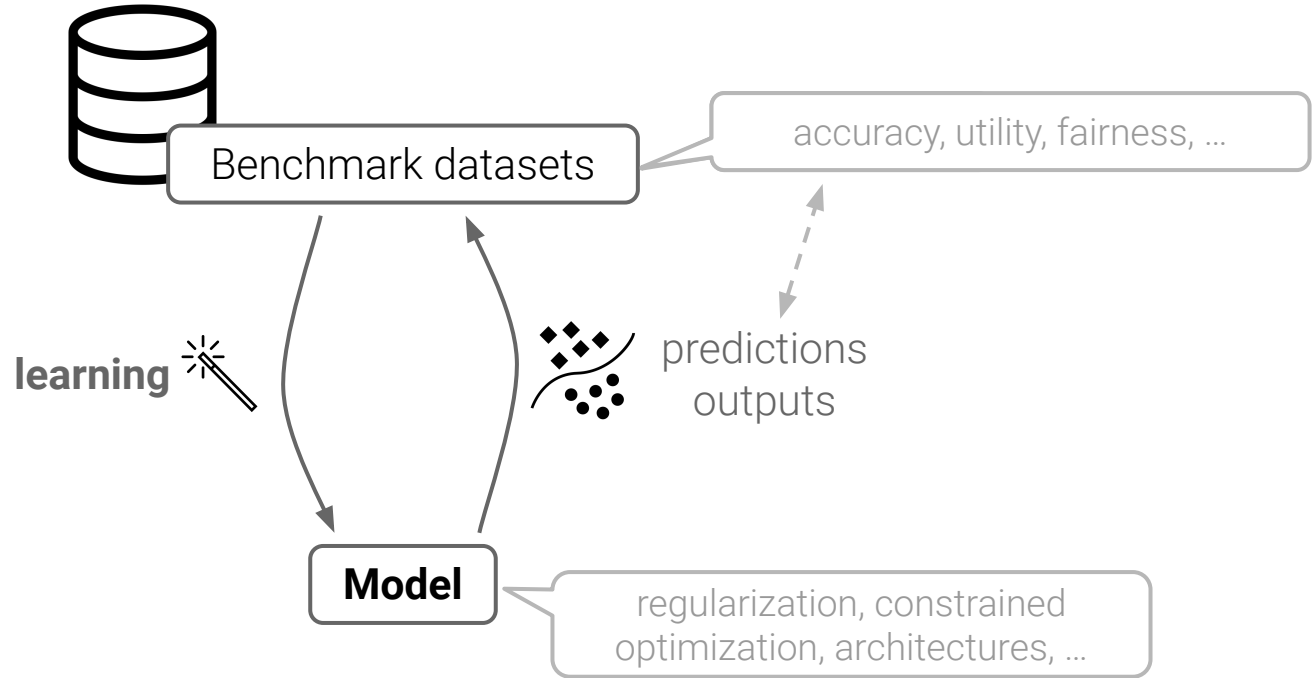 Benchmark datasets
accuracy, utility, fairness, …
learning
predictions
outputs
Model
regularization, constrained
optimization, architectures, …